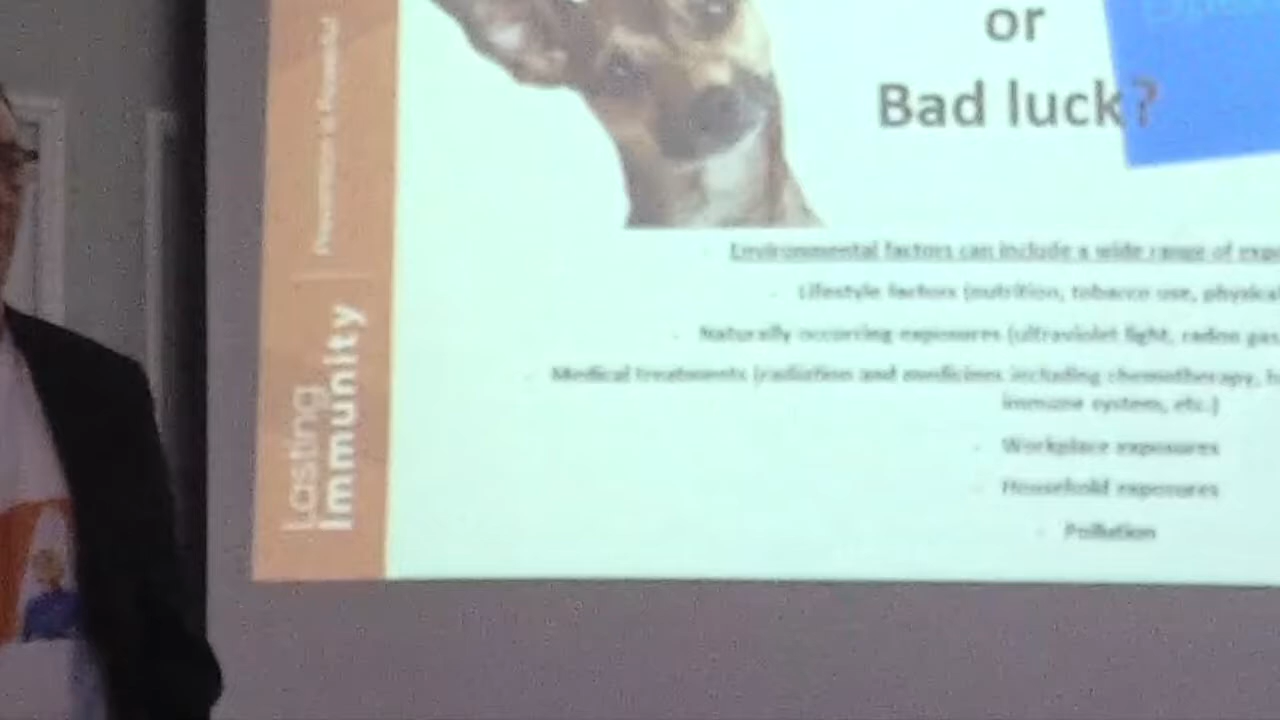 or
Bad luck?
Environmental factors can include a wide range of
Lifestyle factors (nutrition, tobacco use, physical
Naturally occurring exposures (ultraviolet light, radon gas,
Medical treatments (radiation and medicines including chemotherapy,
immune system, etc.)
Workplace exposures
Household exposures
Pollution
Lasting
Immunity